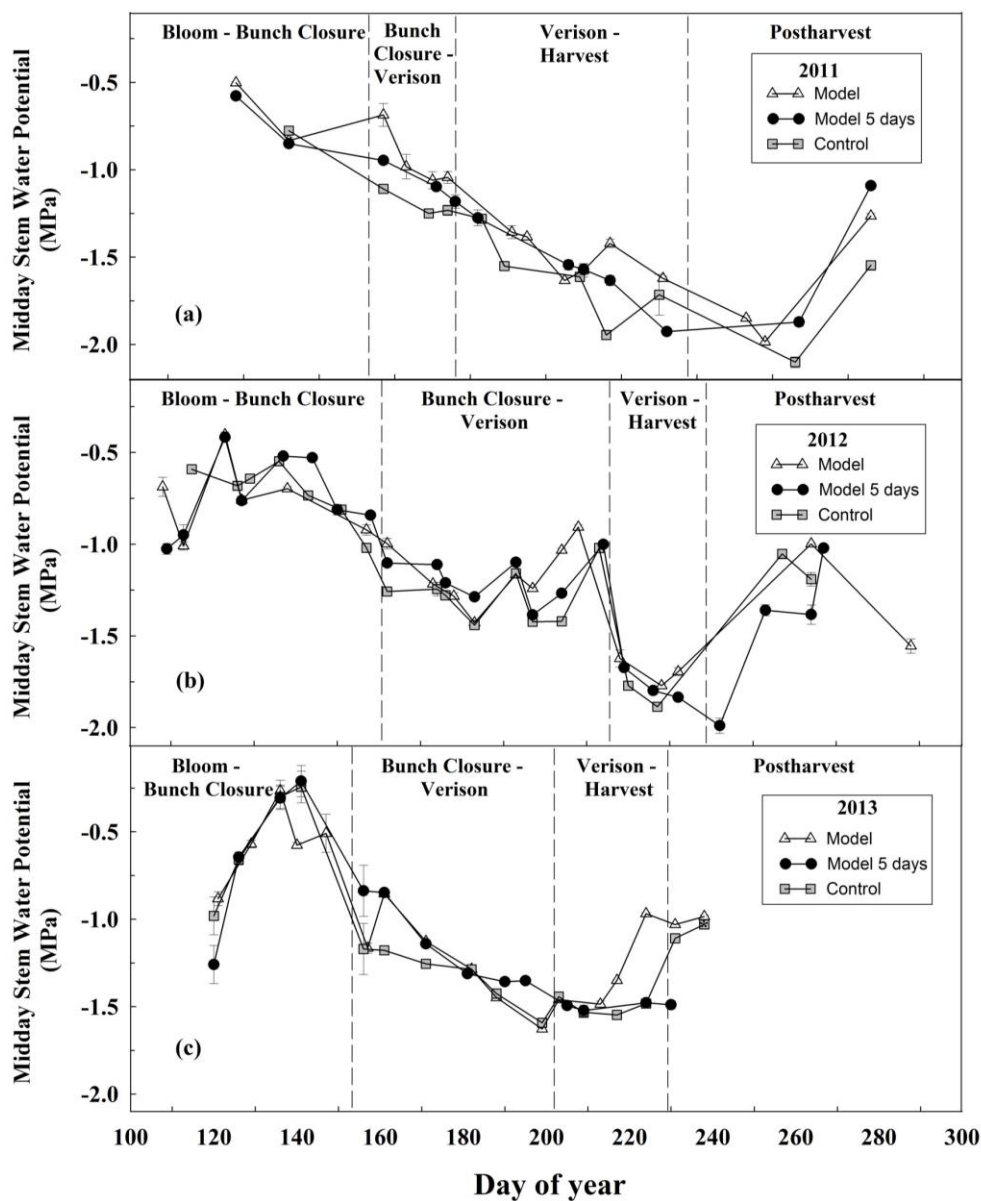 Bloom - Bunch Closure
Bunch
Closure -
Verison
Verison -
Harvest
Postharvest
2011
Model
Model 5 days
Control
-0.5
-1.0
-1.5
-2.0
Midday Stem Water Potential
(MPa)
(a)
Bloom - Bunch Closure
Bunch Closure -
Verison
Verison -
Harvest
Postharvest
2012
Model
Model 5 days
Control
-0.5
-1.0
-1.5
-2.0
Midday Stem Water Potential
(MPa)
(b)
Bloom -
Bunch Closure
Bunch Closure -
Verison
Verison -
Harvest
Postharvest
2013
Model
Model 5 days
Control
-0.5
-1.0
-1.5
-2.0
Midday Stem Water Potential
(MPa)
(c)
100 120 140 160 180 200 220 240 260 280 300
Day of year